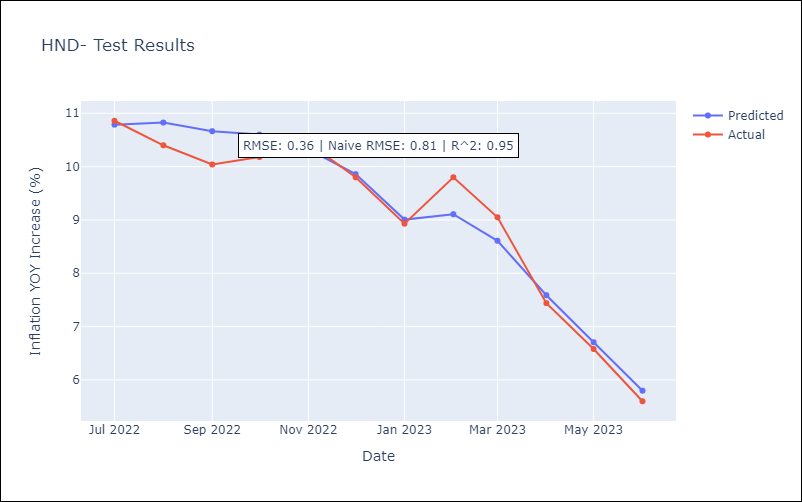 HND- Test Results
Predicted
Actual
RMSE: 0.36 | Naive RMSE: 0.81 | R^2: 0.95
Inflation YOY Increase (%)
11
10
9
8
7
6
Jul 2022
Sep 2022
Nov 2022
Jan 2023
Mar 2023
May 2023
Date